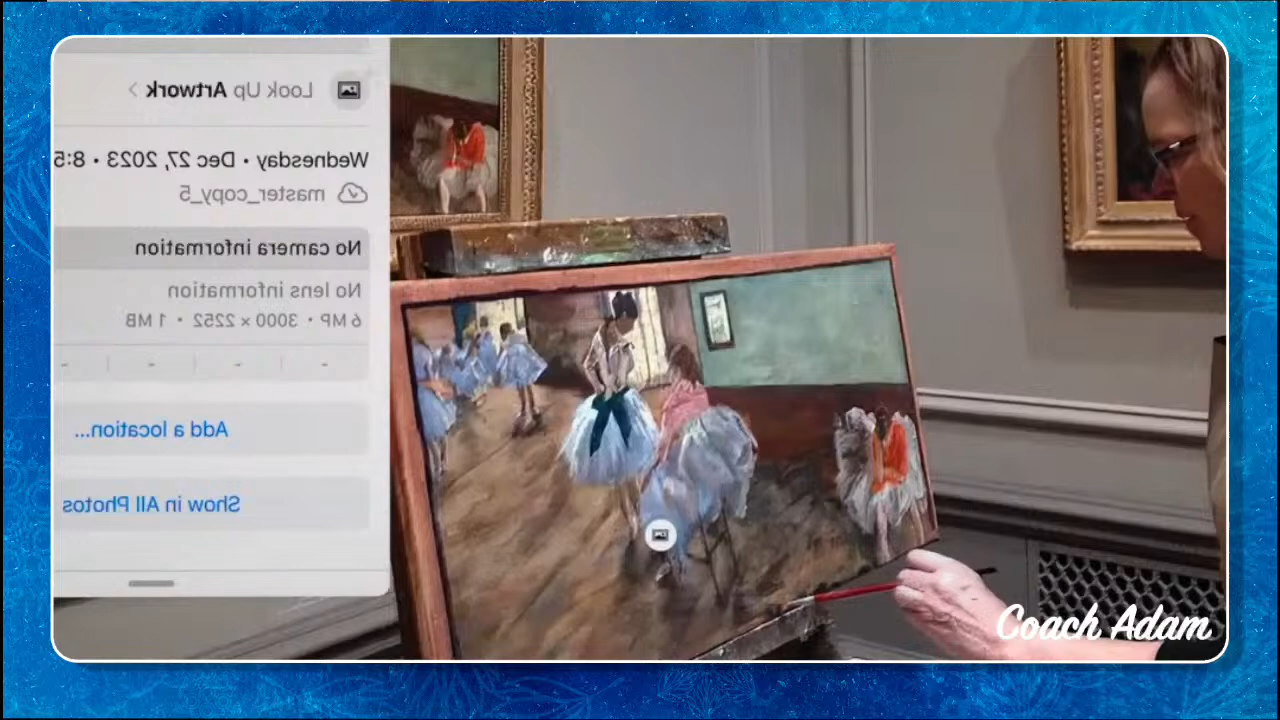 Look Up Artwork
Wednesday • Dec 27, 2023 • 8:5
master_copy_5
No camera information
No lens information
6 MP • 3000 × 2252 • 1 MB
- - - -
Add a location...
Show in All Photos
Coach Adam